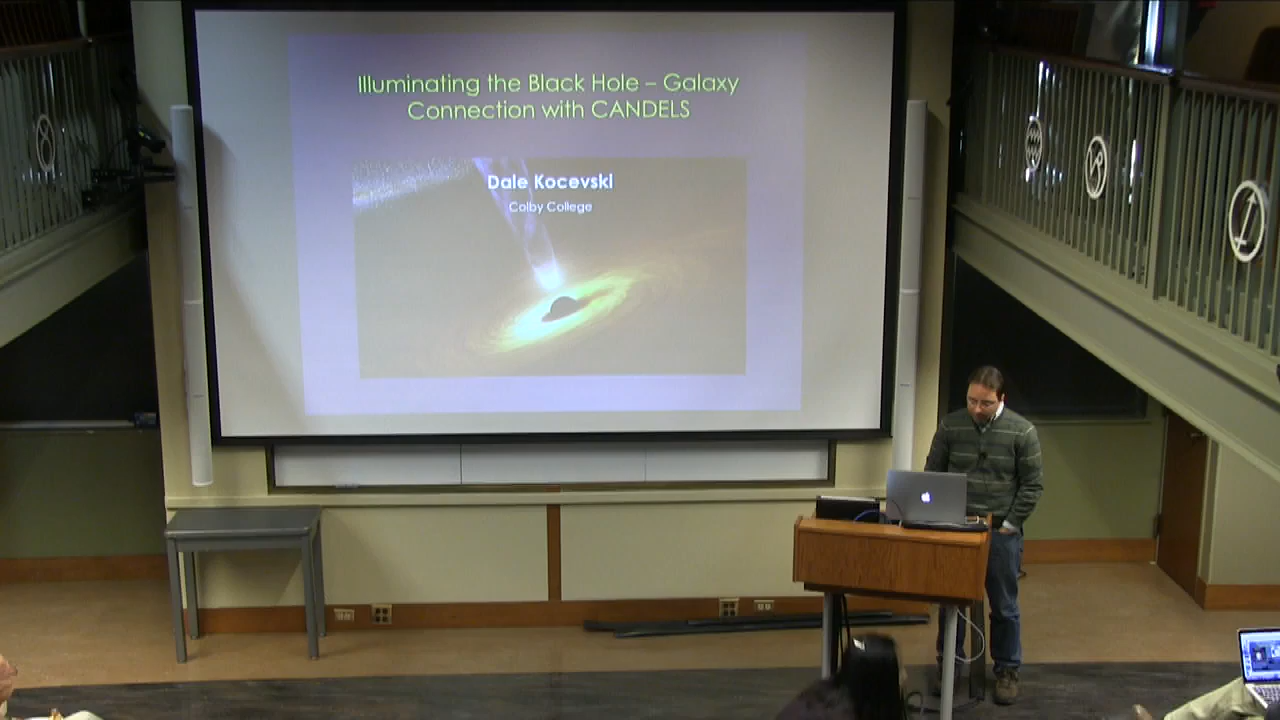 Illuminating the Black Hole – Galaxy
Connection with CANDELS
Dale Kocevski
Colby College